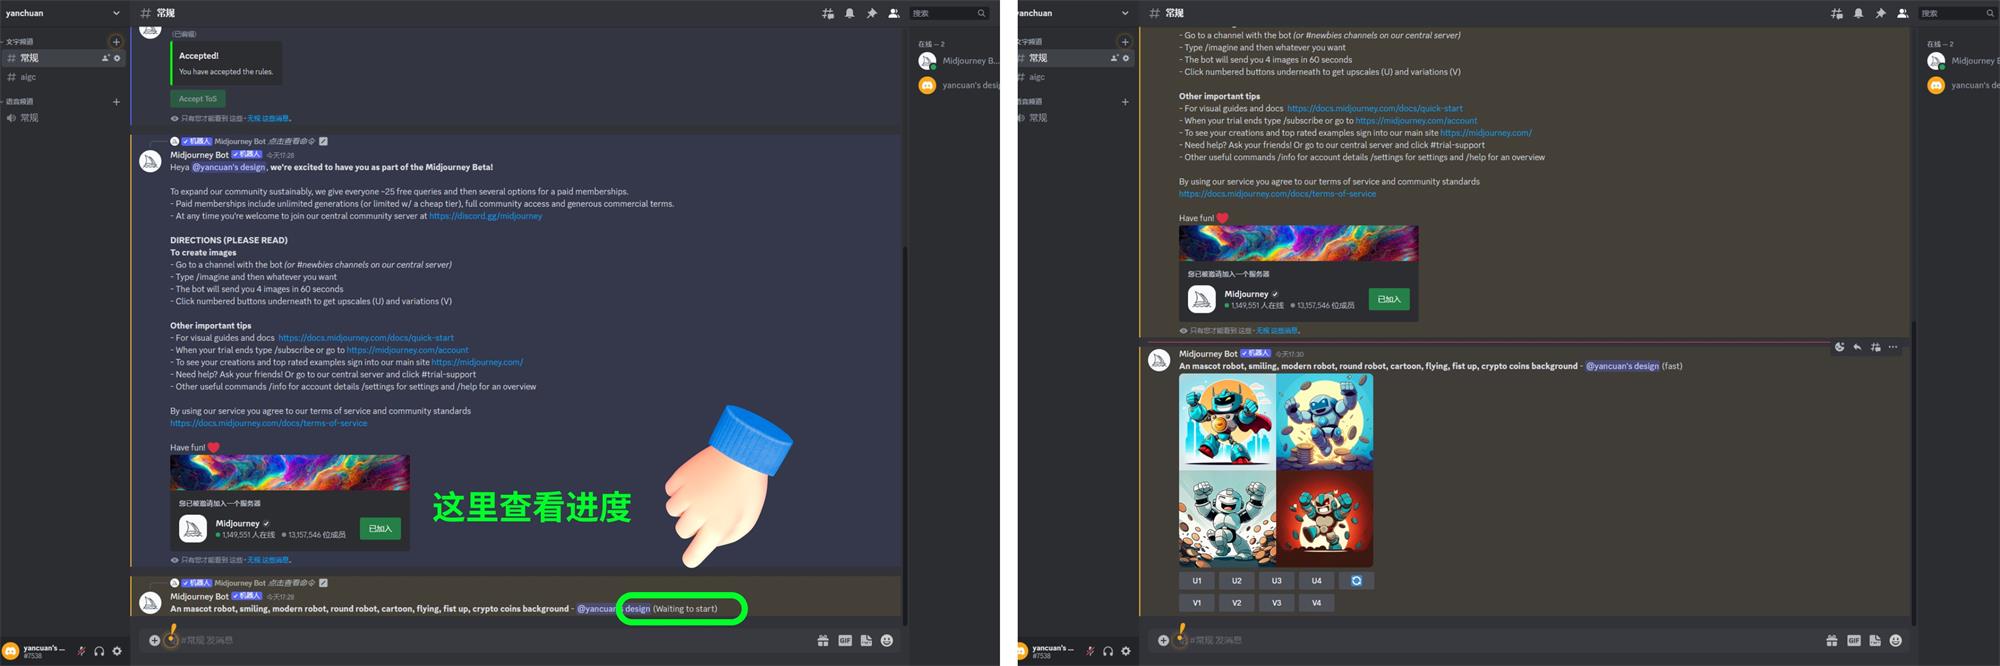 yanchuan
# 常规
搜索
文字频道
# 常规
# aigc
语音频道
常规
(已编辑)
Accepted!
You have accepted the rules.
Accept ToS
只有您才能看到 这些 · 无视 这些消息。
✓机器人 Midjourney Bot 点击查看命令
Midjourney Bot ✓机器人 今天17:28
Heya @yancuan's design, we're excited to have you as part of the Midjourney Beta!
To expand our community sustainably, we give everyone ~25 free queries and then several options for a paid memberships.
- Paid memberships include unlimited generations (or limited w/ a cheap tier), full community access and generous commercial terms.
- At any time you're welcome to join our central community server at https://discord.gg/midjourney
DIRECTIONS (PLEASE READ)
To create images
- Go to a channel with the bot (or #newbies channels on our central server)
- Type /imagine and then whatever you want
- The bot will send you 4 images in 60 seconds
- Click numbered buttons underneath to get upscales (U) and variations (V)
Other important tips
- For visual guides and docs https://docs.midjourney.com/docs/quick-start
- When your trial ends type /subscribe or go to https://midjourney.com/account
- To see your creations and top rated examples sign into our main site https://midjourney.com/
- Need help? Ask your friends! Or go to our central server and click #trial-support
- Other useful commands /info for account details /settings for settings and /help for an overview
By using our service you agree to our terms of service and community standards
https://docs.midjourney.com/docs/terms-of-service
Have fun!
您已被邀请加入一个服务器
Midjourney
1,149,551 人在线 13,157,546 位成员
已加入
只有您才能看到 这些 · 无视 这些消息。
这里查看进度
✓机器人 Midjourney Bot 点击查看命令
Midjourney Bot ✓机器人 今天17:28
An mascot robot, smiling, modern robot, round robot, cartoon, flying, fist up, crypto coins background - @yancuan's design (Waiting to start)
#常规 发消息
GIF
yancuan's ...
#7538
在线 — 2
Midjourney B...
yancuan's desi
anchuan
# 常规
搜索
文字频道
常规
aigc
语音频道
常规
- Go to a channel with the bot (or #newbies channels on our central server)
- Type /imagine and then whatever you want
- The bot will send you 4 images in 60 seconds
- Click numbered buttons underneath to get upscales (U) and variations (V)
Other important tips
- For visual guides and docs https://docs.midjourney.com/docs/quick-start
- When your trial ends type /subscribe or go to https://midjourney.com/account
- To see your creations and top rated examples sign into our main site https://midjourney.com/
- Need help? Ask your friends! Or go to our central server and click #trial-support
- Other useful commands /info for account details /settings for settings and /help for an overview
By using our service you agree to our terms of service and community standards
https://docs.midjourney.com/docs/terms-of-service
Have fun!
您已被邀请加入一个服务器
Midjourney
1,149,551 人在线 13,157,546 位成员
已加入
只有您才能看到 这些 · 无视 这些消息。
Midjourney Bot ✓机器人 今天17:30
An mascot robot, smiling, modern robot, round robot, cartoon, flying, fist up, crypto coins background - @yancuan's design (fast)
U1 U2 U3 U4
V1 V2 V3 V4
#常规 发消息
GIF
yancuan's ...
#7538
在线 — 2
Midjourney B
yancuan's de